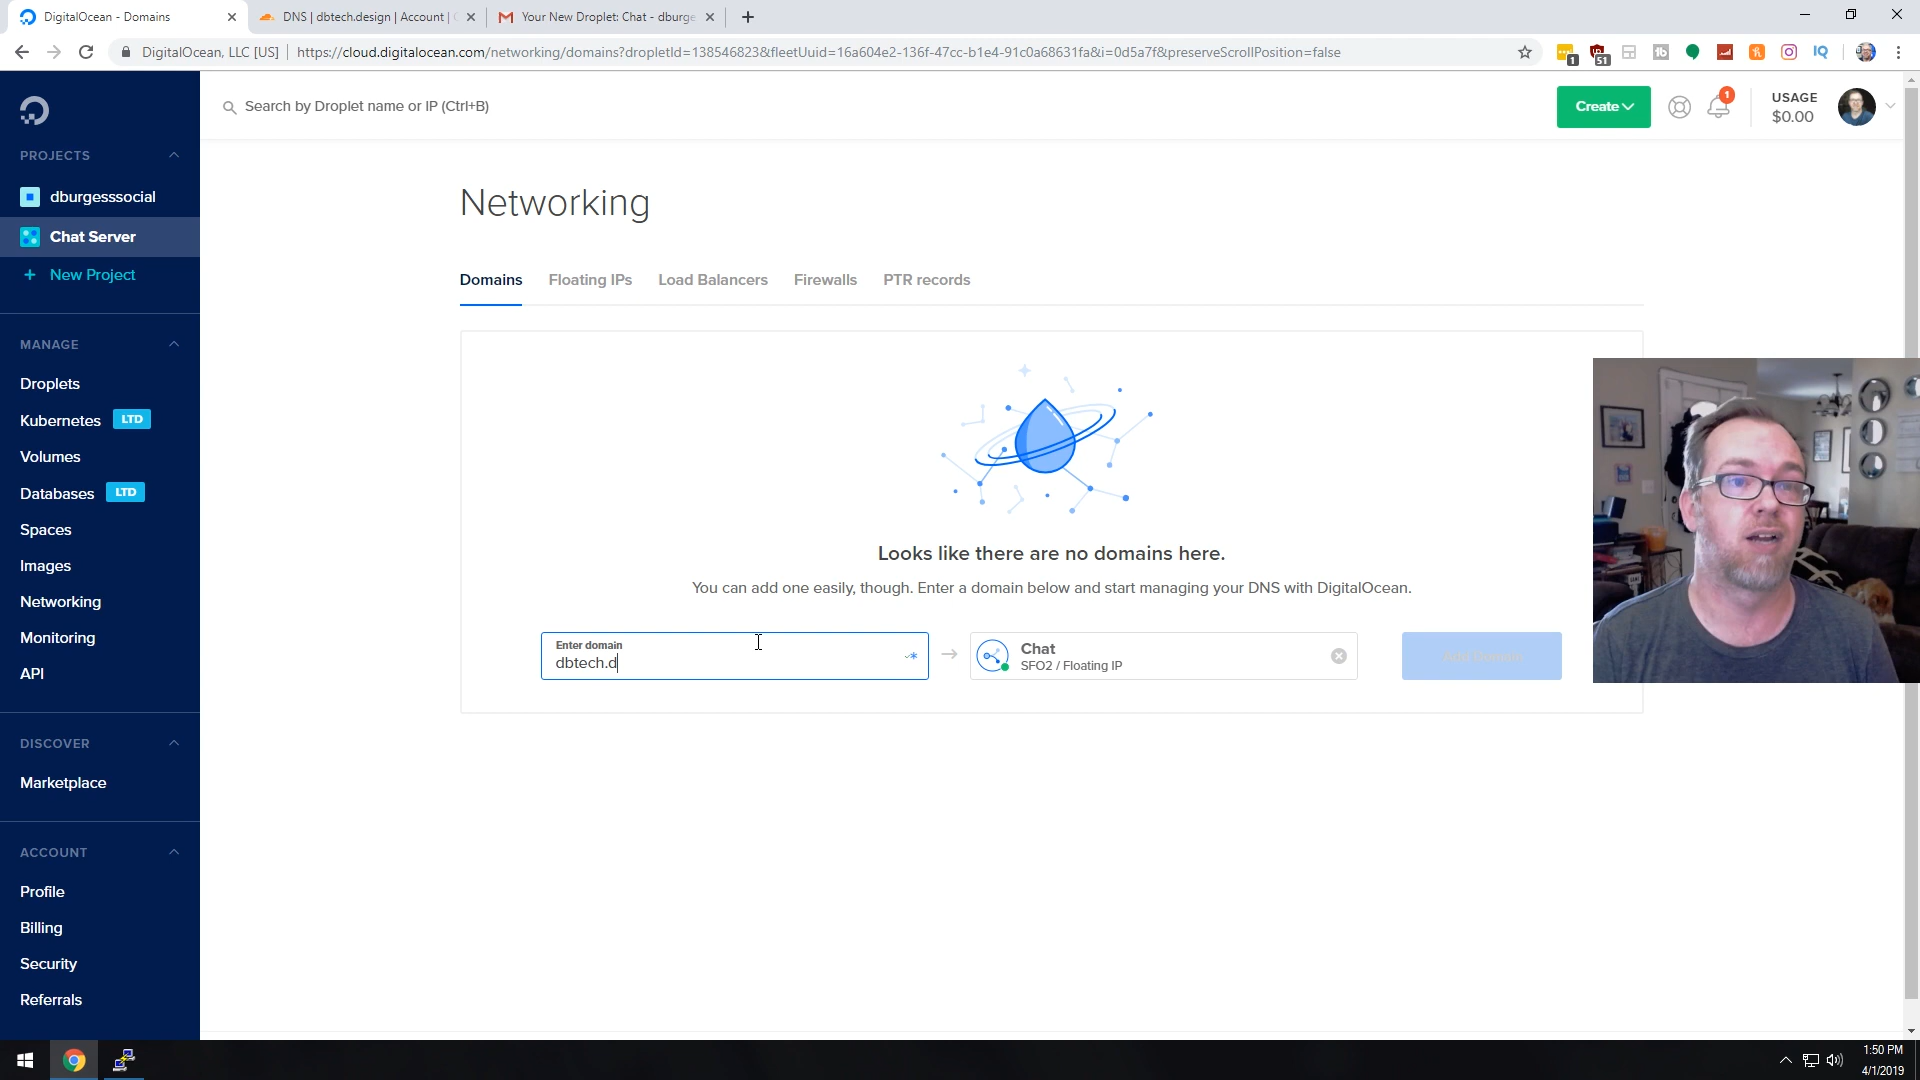 DigitalOcean - Domains
DNS | dbtech.design | Account | C
Your New Droplet: Chat - dburge
DigitalOcean, LLC [US]
https://cloud.digitalocean.com/networking/domains?dropletId=138546823&fleetUuid=16a604e2-136f-47cc-b1e4-91c0a68631fa&i=0d5a7f&preserveScrollPosition=false
1
51
Search by Droplet name or IP (Ctrl+B)
Create
1
USAGE
$0.00
PROJECTS
dburgesssocial
Chat Server
+ New Project
MANAGE
Droplets
Kubernetes LTD
Volumes
Databases LTD
Spaces
Images
Networking
Monitoring
API
DISCOVER
Marketplace
ACCOUNT
Profile
Billing
Security
Referrals
Networking
Domains
Floating IPs
Load Balancers
Firewalls
PTR records
Looks like there are no domains here.
You can add one easily, though. Enter a domain below and start managing your DNS with DigitalOcean.
Enter domain
dbtech.d
Chat
SFO2 / Floating IP
1:50 PM
4/1/2019